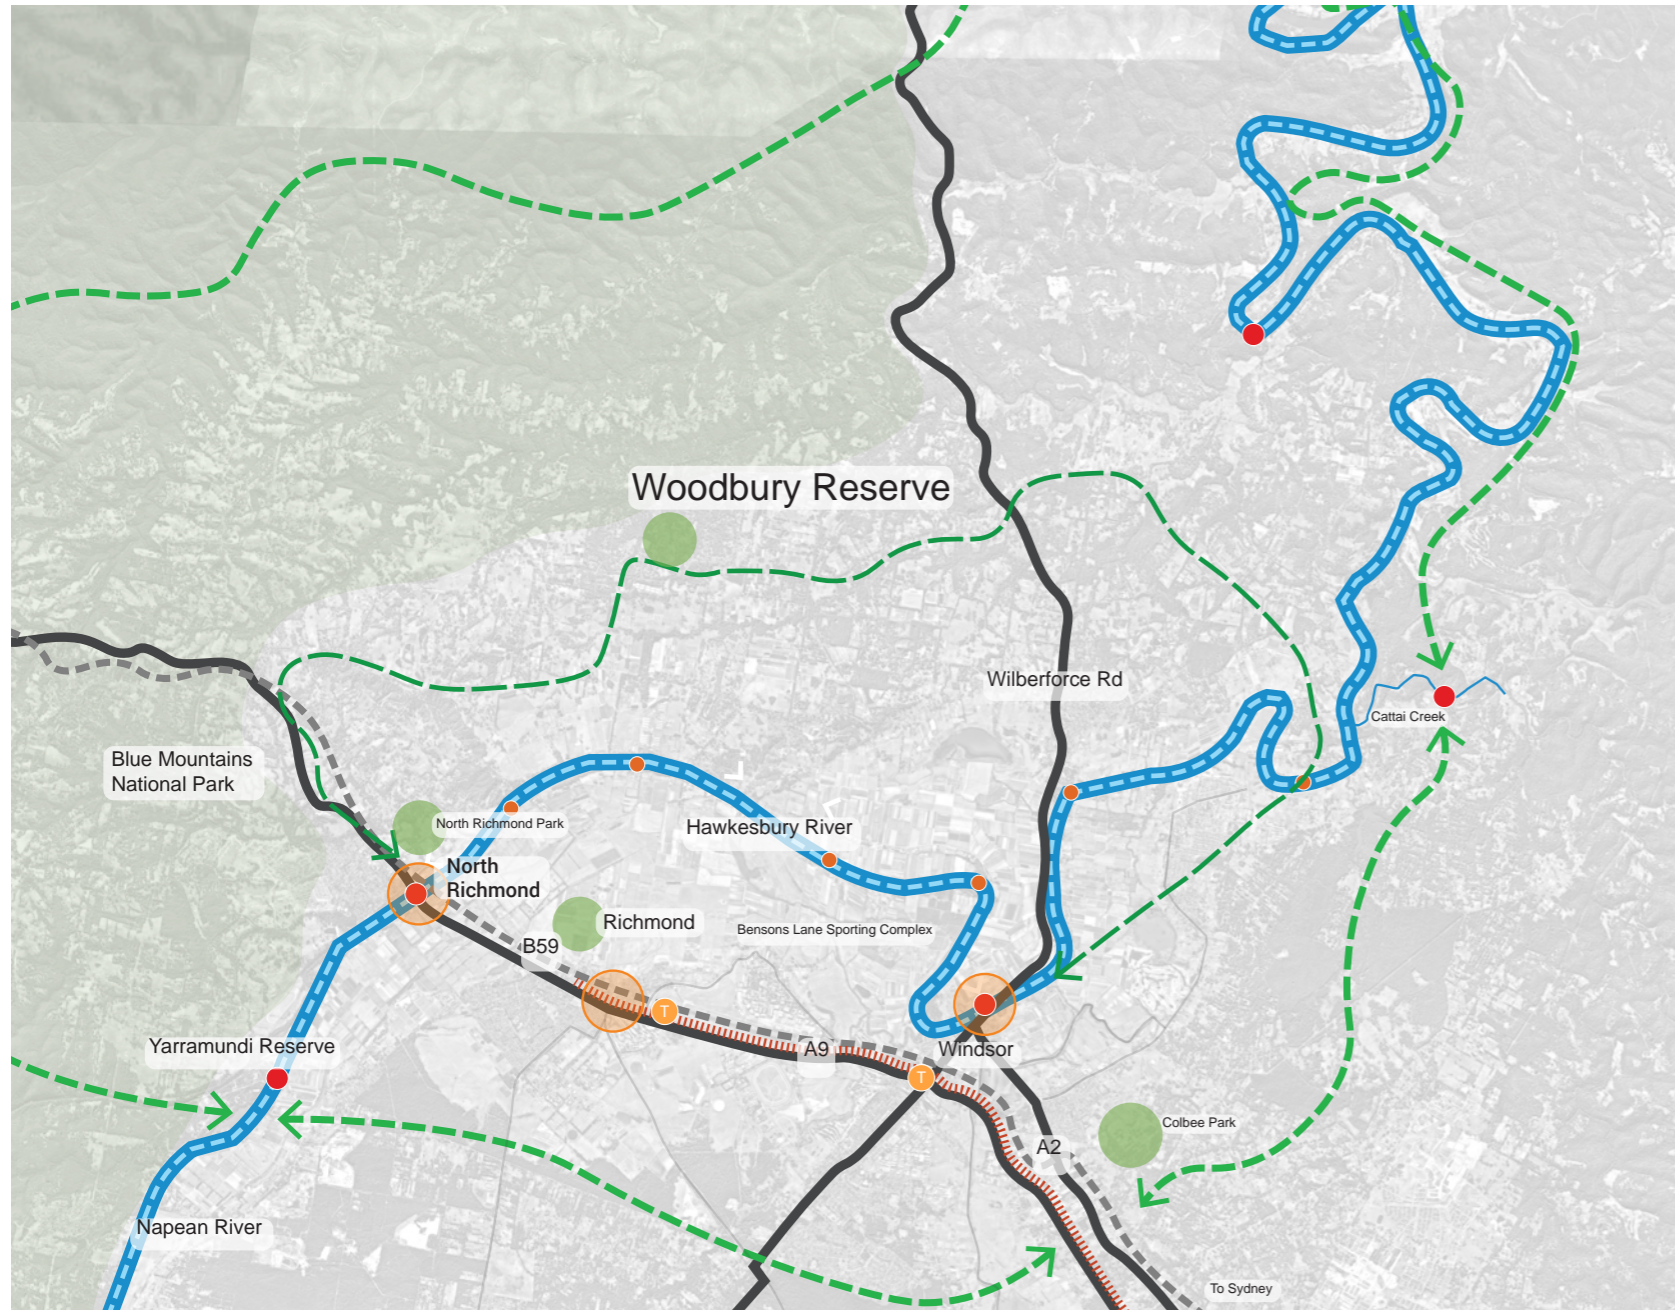 Woodbury Reserve
Wilberforce Rd
Cattai Creek
Blue Mountains
National Park
North Richmond Park
Hawkesbury River
North
Richmond
Richmond
Bensons Lane Sporting Complex
B59
Yarramundi Reserve
T
A9
Windsor
T
Colbee Park
A2
Napean River
To Sydney